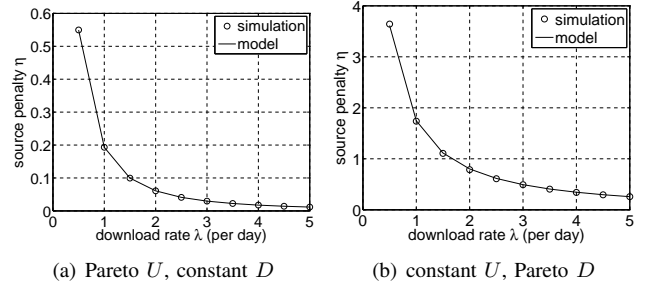 0.6
0.5
0.4
0.3
0.2
0.1
0
source penalty η
simulation
model
0 1 2 3 4 5
download rate λ (per day)
(a) Pareto U, constant D
4
3
2
1
0
source penalty η
simulation
model
0 1 2 3 4 5
download rate λ (per day)
(b) constant U, Pareto D